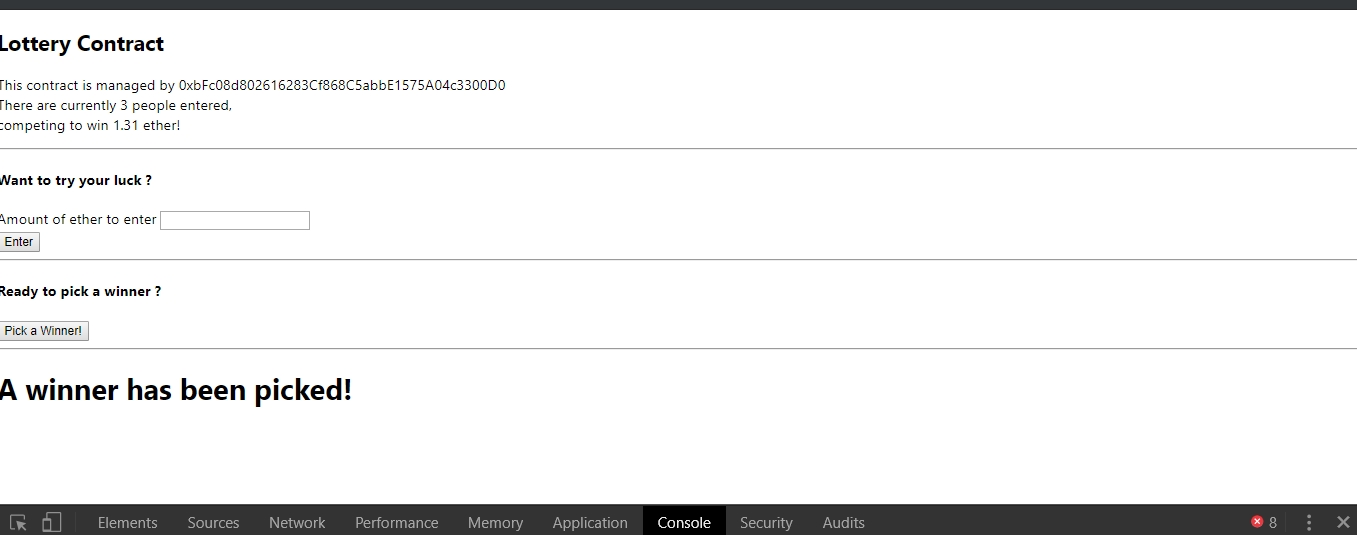 Lottery Contract
This contract is managed by 0xbFc08d802616283Cf868C5abbE1575A04c3300D0
There are currently 3 people entered,
competing to win 1.31 ether!
Want to try your luck ?
Amount of ether to enter
Enter
Ready to pick a winner ?
Pick a Winner!
A winner has been picked!
Elements Sources Network Performance Memory Application Console Security Audits 8